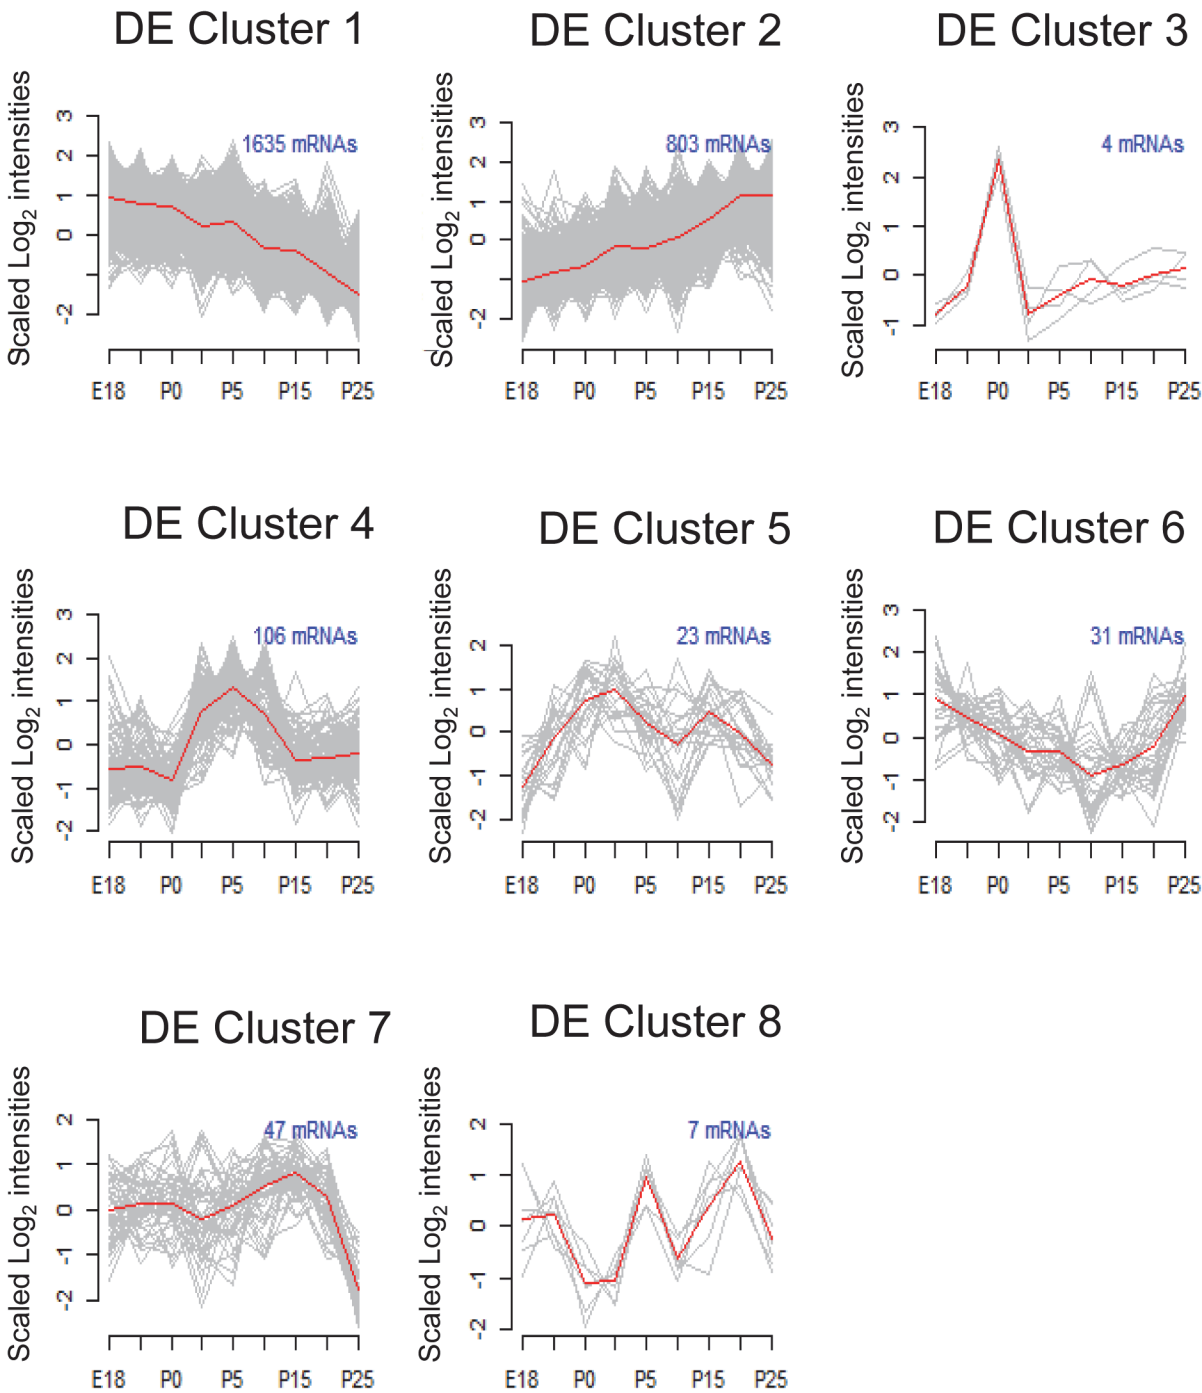 DE Cluster 1
DE Cluster 2
DE Cluster 3
Scaled Log₂ intensities
3
2
1
0
-2
1635 mRNAs
E18 P0 P5 P15 P25
Scaled Log₂ intensities
3
2
1
0
-2
803 mRNAs
E18 P0 P5 P15 P25
Scaled Log₂ intensities
3
2
1
0
-1
4 mRNAs
E18 P0 P5 P15 P25
DE Cluster 4
DE Cluster 5
DE Cluster 6
Scaled Log₂ intensities
3
2
1
0
-1
-2
106 mRNAs
E18 P0 P5 P15 P25
Scaled Log₂ intensities
2
1
0
-1
-2
23 mRNAs
E18 P0 P5 P15 P25
Scaled Log₂ intensities
3
2
1
0
-1
-2
31 mRNAs
E18 P0 P5 P15 P25
DE Cluster 7
DE Cluster 8
Scaled Log₂ intensities
2
1
0
-1
-2
47 mRNAs
E18 P0 P5 P15 P25
Scaled Log₂ intensities
2
1
0
-1
-2
7 mRNAs
E18 P0 P5 P15 P25